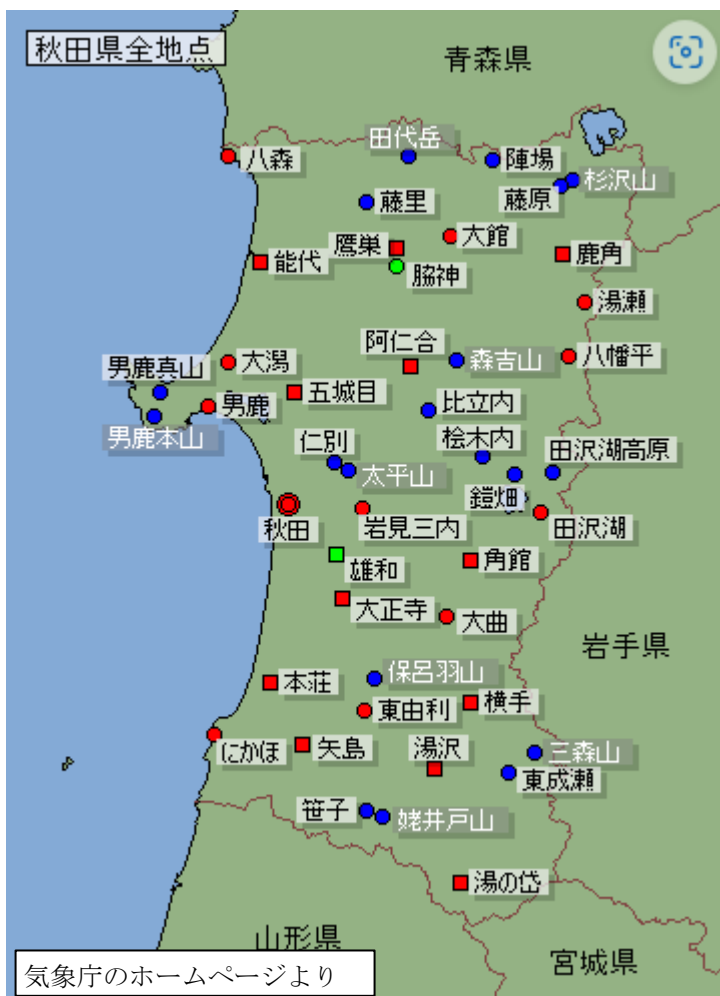 秋田県全地点
青森県
田代岳
八森
陣場
杉沢山
藤原
藤里
大館
鷹巣
鹿角
能代
脇神
湯瀬
阿仁合
大潟
森吉山
八幡平
男鹿真山
五城目
男鹿
比立内
男鹿本山
仁別
桧木内
田沢湖高原
太平山
鎧畑
秋田
岩見三内
田沢湖
雄和
角館
大正寺
大曲
岩手県
保呂羽山
本荘
東由利
横手
にかほ
矢島
湯沢
三森山
東成瀬
笹子
姥井戸山
湯の岱
山形県
宮城県
気象庁のホームページより